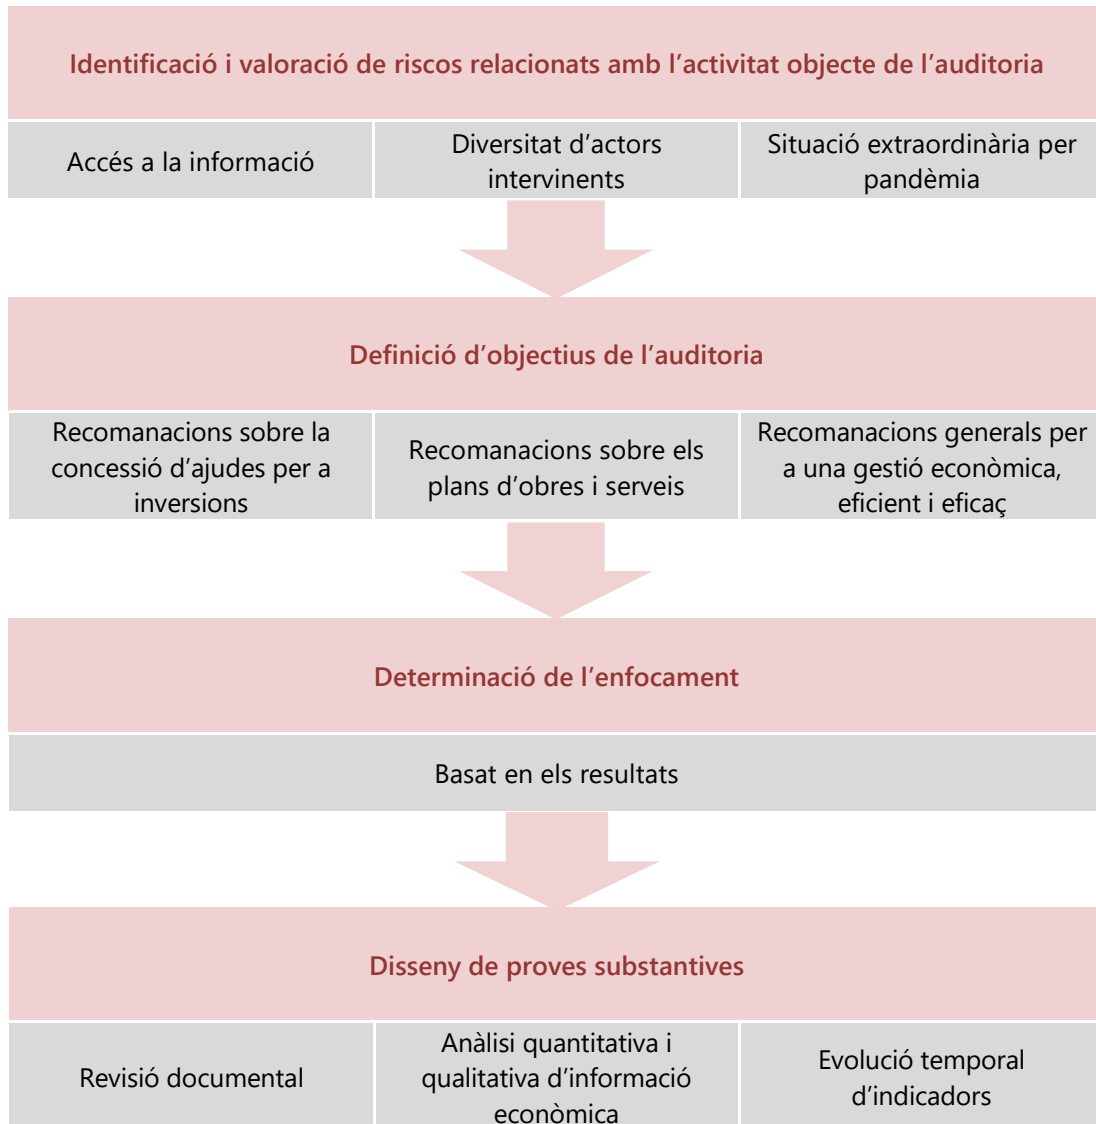 Identificació i valoració de riscos relacionats amb l’activitat objecte de l’auditoria
Accés a la informació
Diversitat d’actors
intervinents
Situació extraordinària per
pandèmia
Definició d’objectius de l’auditoria
Recomanacions sobre la
concessió d’ajudes per a
inversions
Recomanacions sobre els
plans d’obres i serveis
Recomanacions generals per
a una gestió econòmica,
eficient i eficaç
Determinació de l’enfocament
Basat en els resultats
Disseny de proves substantives
Revisió documental
Anàlisi quantitativa i
qualitativa d’informació
econòmica
Evolució temporal
d’indicadors